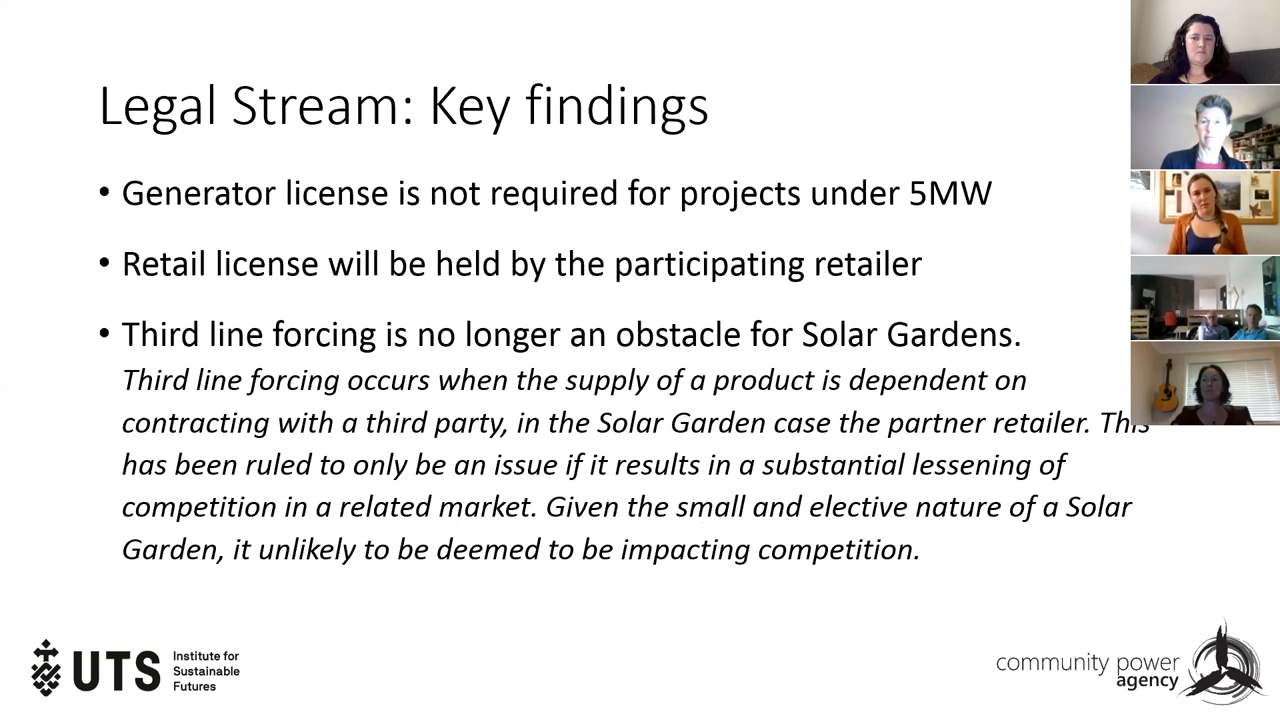 Legal Stream: Key findings
• Generator license is not required for projects under 5MW
• Retail license will be held by the participating retailer
• Third line forcing is no longer an obstacle for Solar Gardens.
Third line forcing occurs when the supply of a product is dependent on
contracting with a third party, in the Solar Garden case the partner retailer. This
has been ruled to only be an issue if it results in a substantial lessening of
competition in a related market. Given the small and elective nature of a Solar
Garden, it unlikely to be deemed to be impacting competition.
UTS
Institute for
Sustainable
Futures
community power
agency